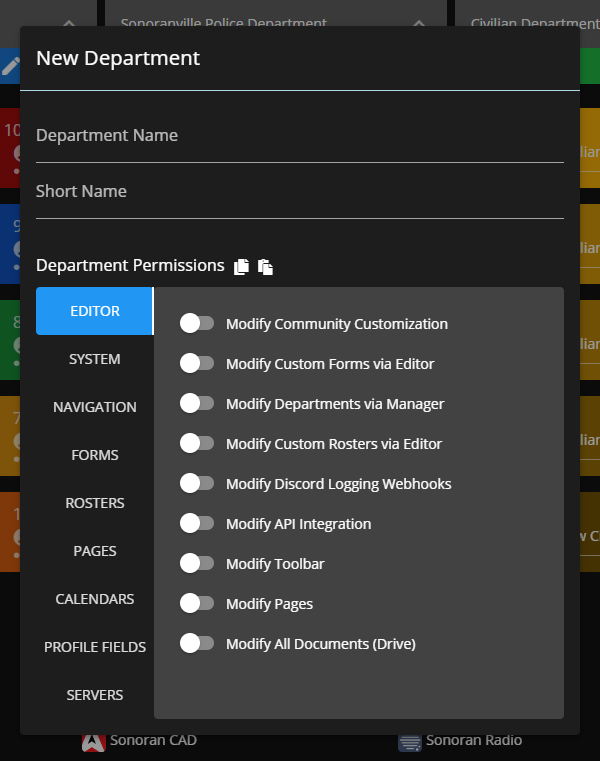 Sonoranville Police Department
Civilian Department
New Department
Department Name
Short Name
Department Permissions
EDITOR
SYSTEM
NAVIGATION
FORMS
ROSTERS
PAGES
CALENDARS
PROFILE FIELDS
SERVERS
Modify Community Customization
Modify Custom Forms via Editor
Modify Departments via Manager
Modify Custom Rosters via Editor
Modify Discord Logging Webhooks
Modify API Integration
Modify Toolbar
Modify Pages
Modify All Documents (Drive)
Sonoran CAD
Sonoran Radio